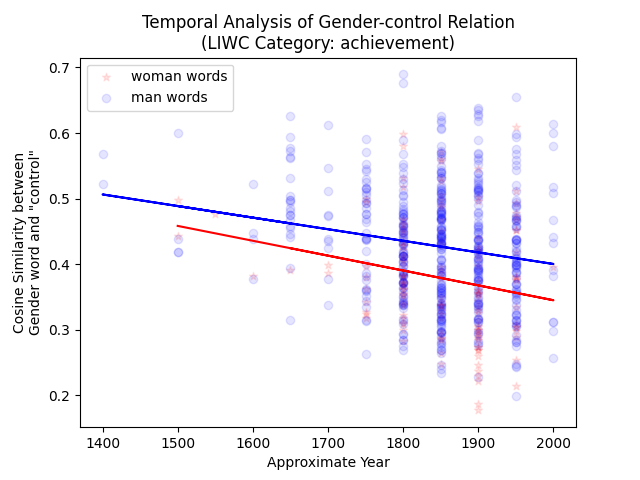 Temporal Analysis of Gender-control Relation
(LIWC Category: achievement)
woman words
man words
0.7
0.6
0.5
0.4
0.3
0.2
Cosine Similarity between
Gender word and "control"
1400 1500 1600 1700 1800 1900 2000
Approximate Year